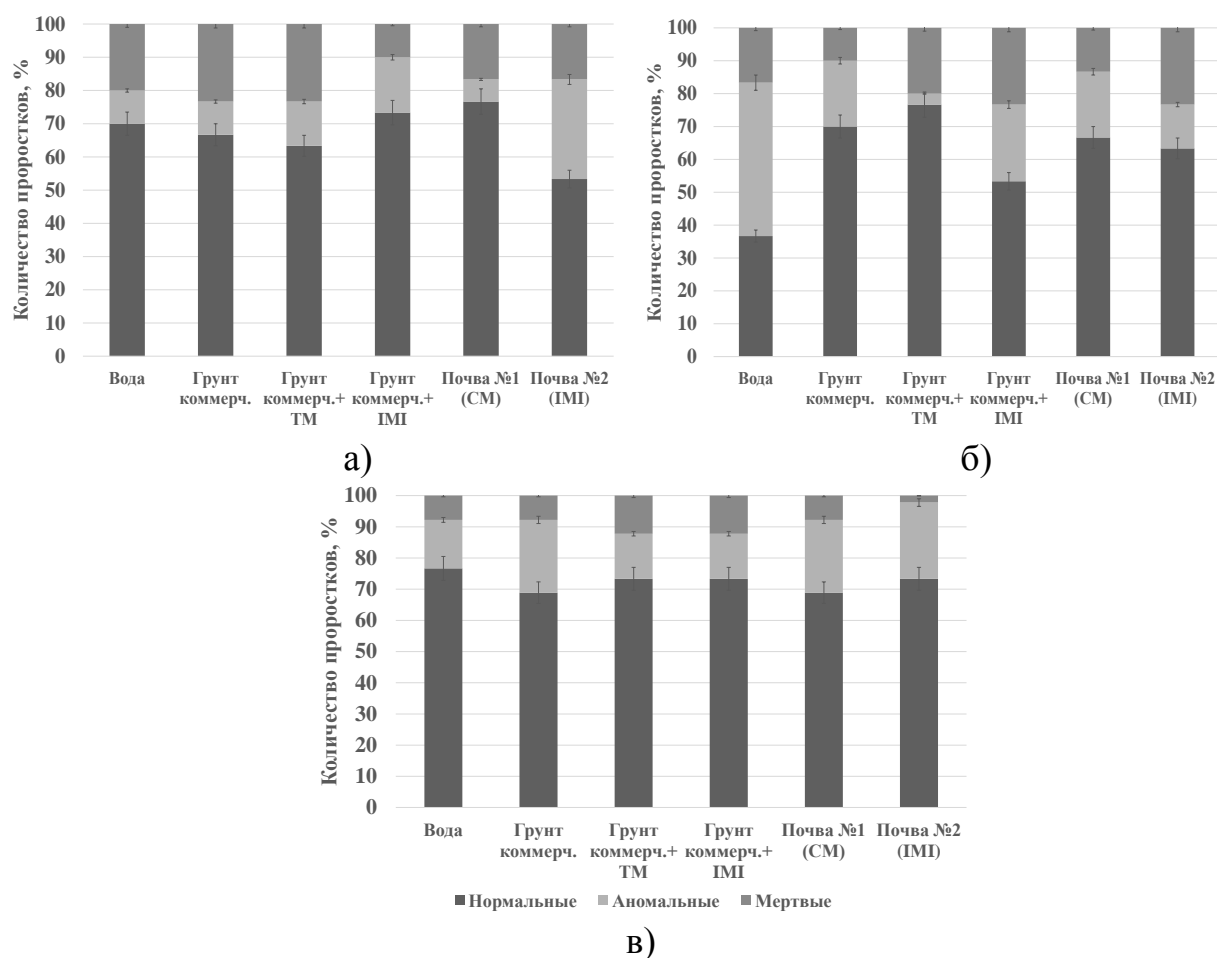 Количество проростков, %
100
90
80
70
60
50
40
30
20
10
0
Вода
Грунт
коммерч.
Грунт
коммерч.+
ТМ
Грунт
коммерч.+
IMI
Почва №1
(СМ)
Почва №2
(IMI)
а)
Количество проростков, %
100
90
80
70
60
50
40
30
20
10
0
Вода
Грунт
коммерч.
Грунт
коммерч.+
ТМ
Грунт
коммерч.+
IMI
Почва №1
(СМ)
Почва №2
(IMI)
б)
Количество проростков, %
100
90
80
70
60
50
40
30
20
10
0
Вода
Грунт
коммерч.
Грунт
коммерч.+
ТМ
Грунт
коммерч.+
IMI
Почва №1
(СМ)
Почва №2
(IMI)
Нормальные
Аномальные
Мертвые
в)